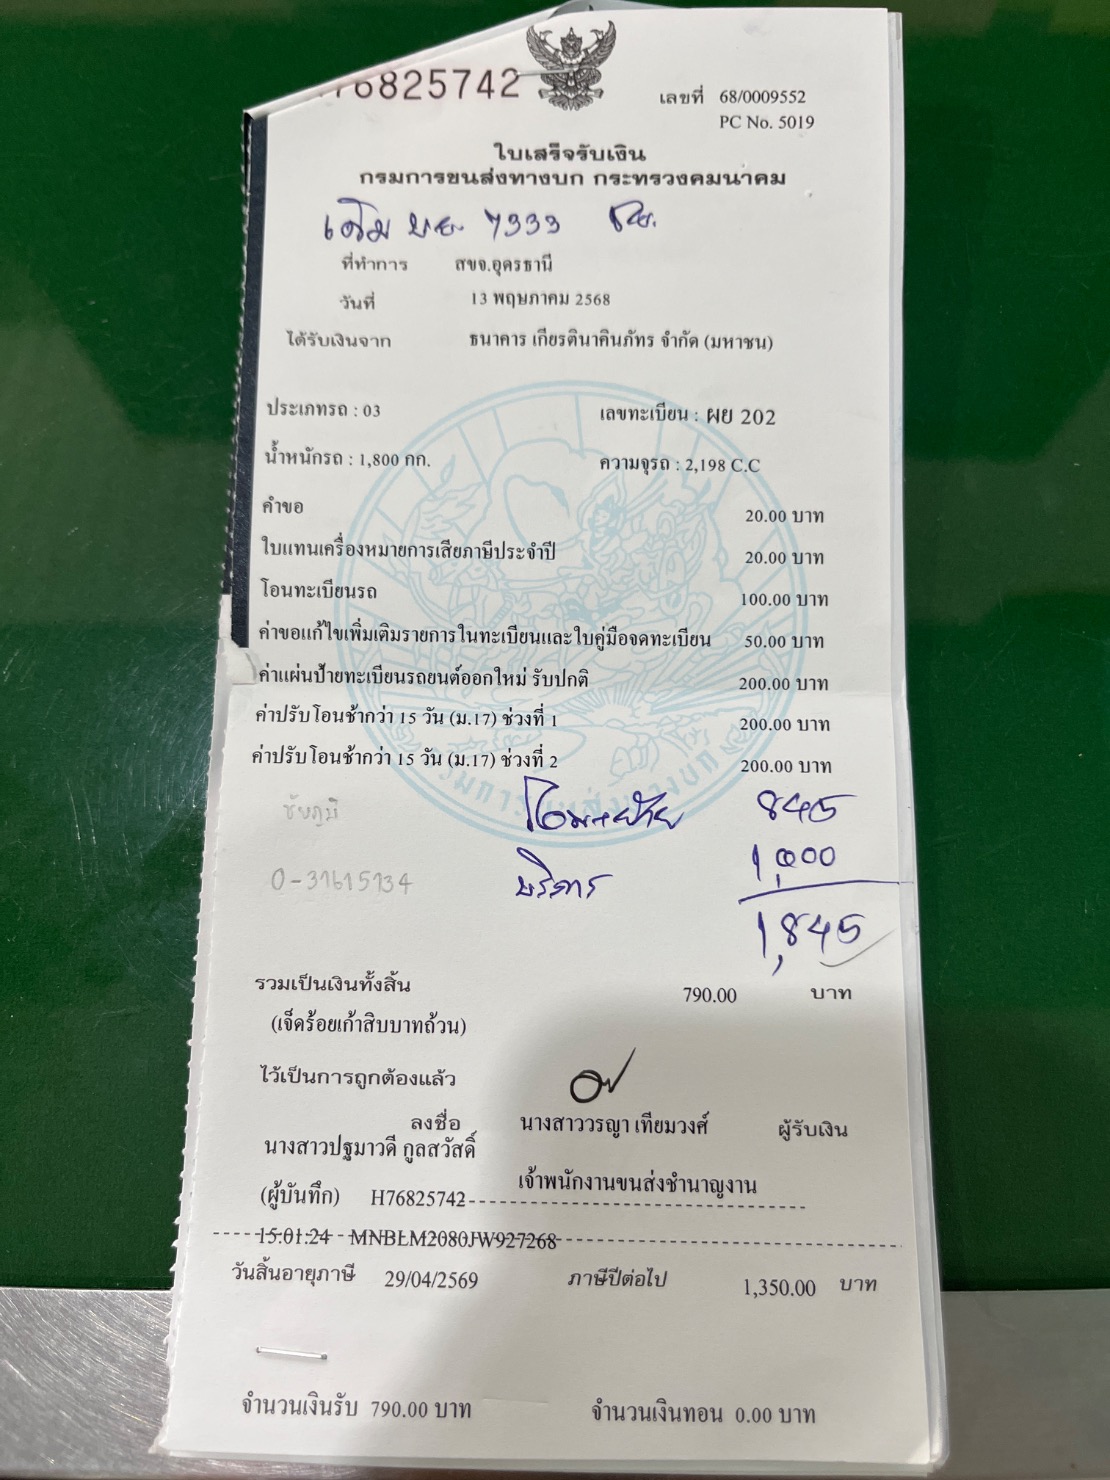 76825742
เลขที่ 68/0009552
PC No. 5019
ใบเสร็จรับเงิน
กรมการขนส่งทางบก กระทรวงคมนาคม
เดิม 7333
ที่ทำการ สขจ.อุดรธานี
วันที่ 13 พฤษภาคม 2568
ได้รับเงินจาก ธนาคาร เกียรตินาคินภัทร จำกัด (มหาชน)
ประเภทรถ : 03 เลขทะเบียน : ผย 202
น้ำหนักรถ : 1,800 กก. ความจุรถ : 2,198 C.C
คำขอ 20.00 บาท
ใบแทนเครื่องหมายการเสียภาษีประจำปี 20.00 บาท
โอนทะเบียนรถ 100.00 บาท
ค่าขอแก้ไขเพิ่มเติมรายการในทะเบียนและใบคู่มือจดทะเบียน 50.00 บาท
ค่าแผ่นป้ายทะเบียนรถยนต์ออกใหม่ รับปกติ 200.00 บาท
ค่าปรับโอนช้ากว่า 15 วัน (ม.17) ช่วงที่ 1 200.00 บาท
ค่าปรับโอนช้ากว่า 15 วัน (ม.17) ช่วงที่ 2 200.00 บาท
ชัยภูมิ 845
0-31615734 บริการ 1,000
1,845
รวมเป็นเงินทั้งสิ้น 790.00 บาท
(เจ็ดร้อยเก้าสิบบาทถ้วน)
ไว้เป็นการถูกต้องแล้ว
ลงชื่อ นางสาววรญา เทียมวงศ์ ผู้รับเงิน
นางสาวปฐมาวดี กูลสวัสดิ์
เจ้าพนักงานขนส่งชำนาญงาน
(ผู้บันทึก) H76825742
15:01:24 MNBLM2080JW927268
วันสิ้นอายุภาษี 29/04/2569 ภาษีปีต่อไป 1,350.00 บาท
จำนวนเงินรับ 790.00 บาท จำนวนเงินทอน 0.00 บาท